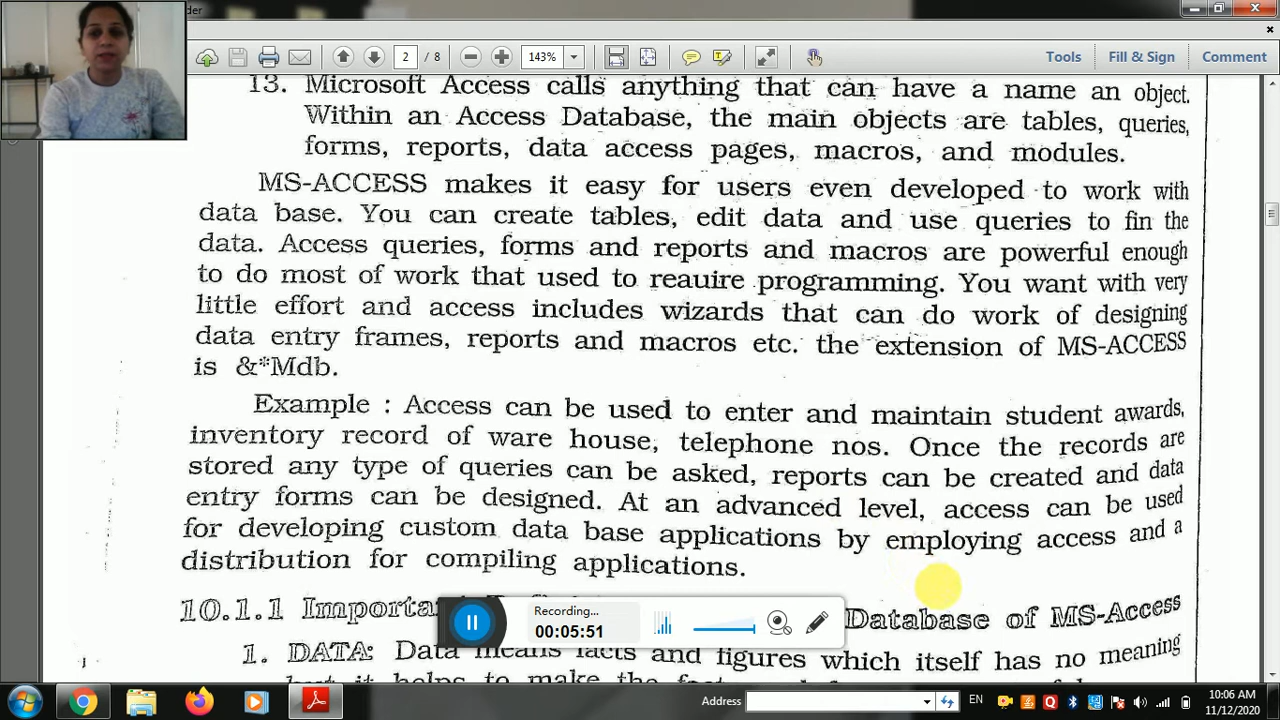 der
2 / 8
143%
Tools
Fill & Sign
Comment
13. Microsoft Access calls anything that can have a name an object.
Within an Access Database, the main objects are tables, queries,
forms, reports, data access pages, macros, and modules.
MS-ACCESS makes it easy for users even developed to work with
data base. You can create tables, edit data and use queries to fin the
data. Access queries, forms and reports and macros are powerful enough
to do most of work that used to reauire programming. You want with very
little effort and access includes wizards that can do work of designing
data entry frames, reports and macros etc. the extension of MS-ACCESS
is &*Mdb.
Example : Access can be used to enter and maintain student awards,
inventory record of ware house, telephone nos. Once the records are
stored any type of queries can be asked, reports can be created and data
entry forms can be designed. At an advanced level, access can be used
for developing custom data base applications by employing access and a
distribution for compiling applications.
10.1.1 Important Database of MS-Access
Recording...
00:05:51
1. DATA: Data means facts and figures which itself has no meaning
but it helps to make the
Address
EN
10:06 AM
11/12/2020